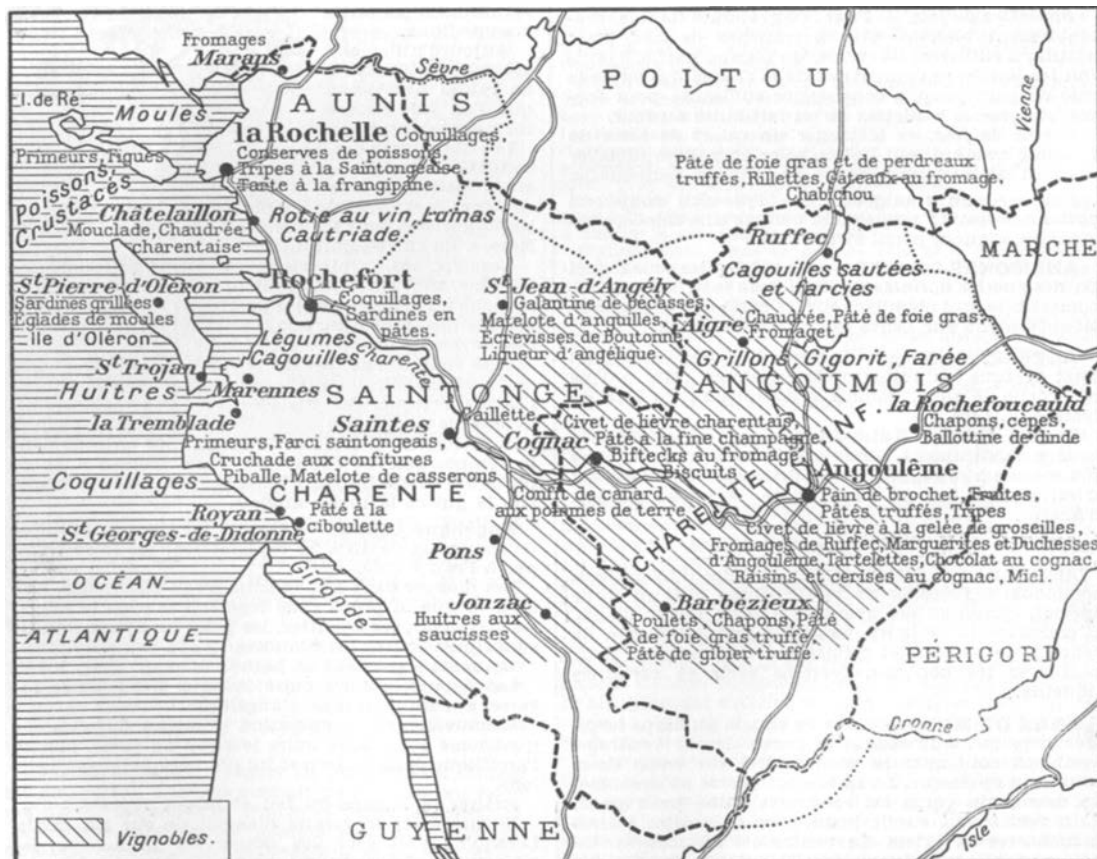 Fromages
Marans
Sèvre
POITOU
Vienne
AUNIS
I. de Ré
Moules
la Rochelle Coquillages,
Conserves de poissons,
Tripes à la Saintongeaise,
Tarte à la frangipane.
Primeurs, Figues
Poissons,
Crustacés
Pâté de foie gras et de perdreaux
truffés, Rillettes, Gâteaux au fromage,
Chabichou
Châtelaillon
Mouclade, Chaudrée
charentaise
Rotie au vin, Lumas
Cautriade,
MARCHE
Ruffec
Cagouilles sautées
et farcies
St Pierre-d'Oléron
Sardines grillées
Eglades de moules
Ile d'Oléron
Rochefort
Coquillages,
Sardines en
pâtes.
St Jean-d'Angély
Galantine de bécasses,
Matelote d'anguilles,
Ecrevisses de Boutonne,
Liqueur d'angélique.
Aigre
Chaudrée, Pâté de foie gras,
Fromaget
Légumes
Cagouilles
Charente
Grillons, Gigorit, Farée
St Trojan
Huîtres
Marennes
SAINTONGE
ANGOUMOIS
la Tremblade
la Rochefoucauld
Chapons, cèpes,
Ballottine de dinde
Saintes
Caillette
Primeurs, Farci saintongeais,
Cruchade aux confitures
Piballe, Matelote de casserons
Cognac
Civet de lièvre charentais,
Pâté à la fine champagne,
Biftecks au fromage,
Biscuits
Confit de canard
aux pommes de terre
CHARENTE INF.
Coquillages
CHARENTE
Angoulême
Pain de brochet, Truites,
Pâtés truffés, Tripes
Civet de lièvre à la gelée de groseilles,
Fromages de Ruffec, Marguerites et Duchesses
d'Angoulême, Tartelettes, Chocolat au cognac
Raisins et cerises au cognac, Miel.
Royan
Pâté à la
ciboulette
St Georges-de-Didonne
Pons
OCÉAN
ATLANTIQUE
Gironde
Jonzac
Huîtres aux
saucisses
Barbézieux
Poulets, Chapons, Pâté
de foie gras truffé.
Pâté de gibier truffé.
PÉRIGORD
Dronne
Isle
GUYENNE
Vignobles.